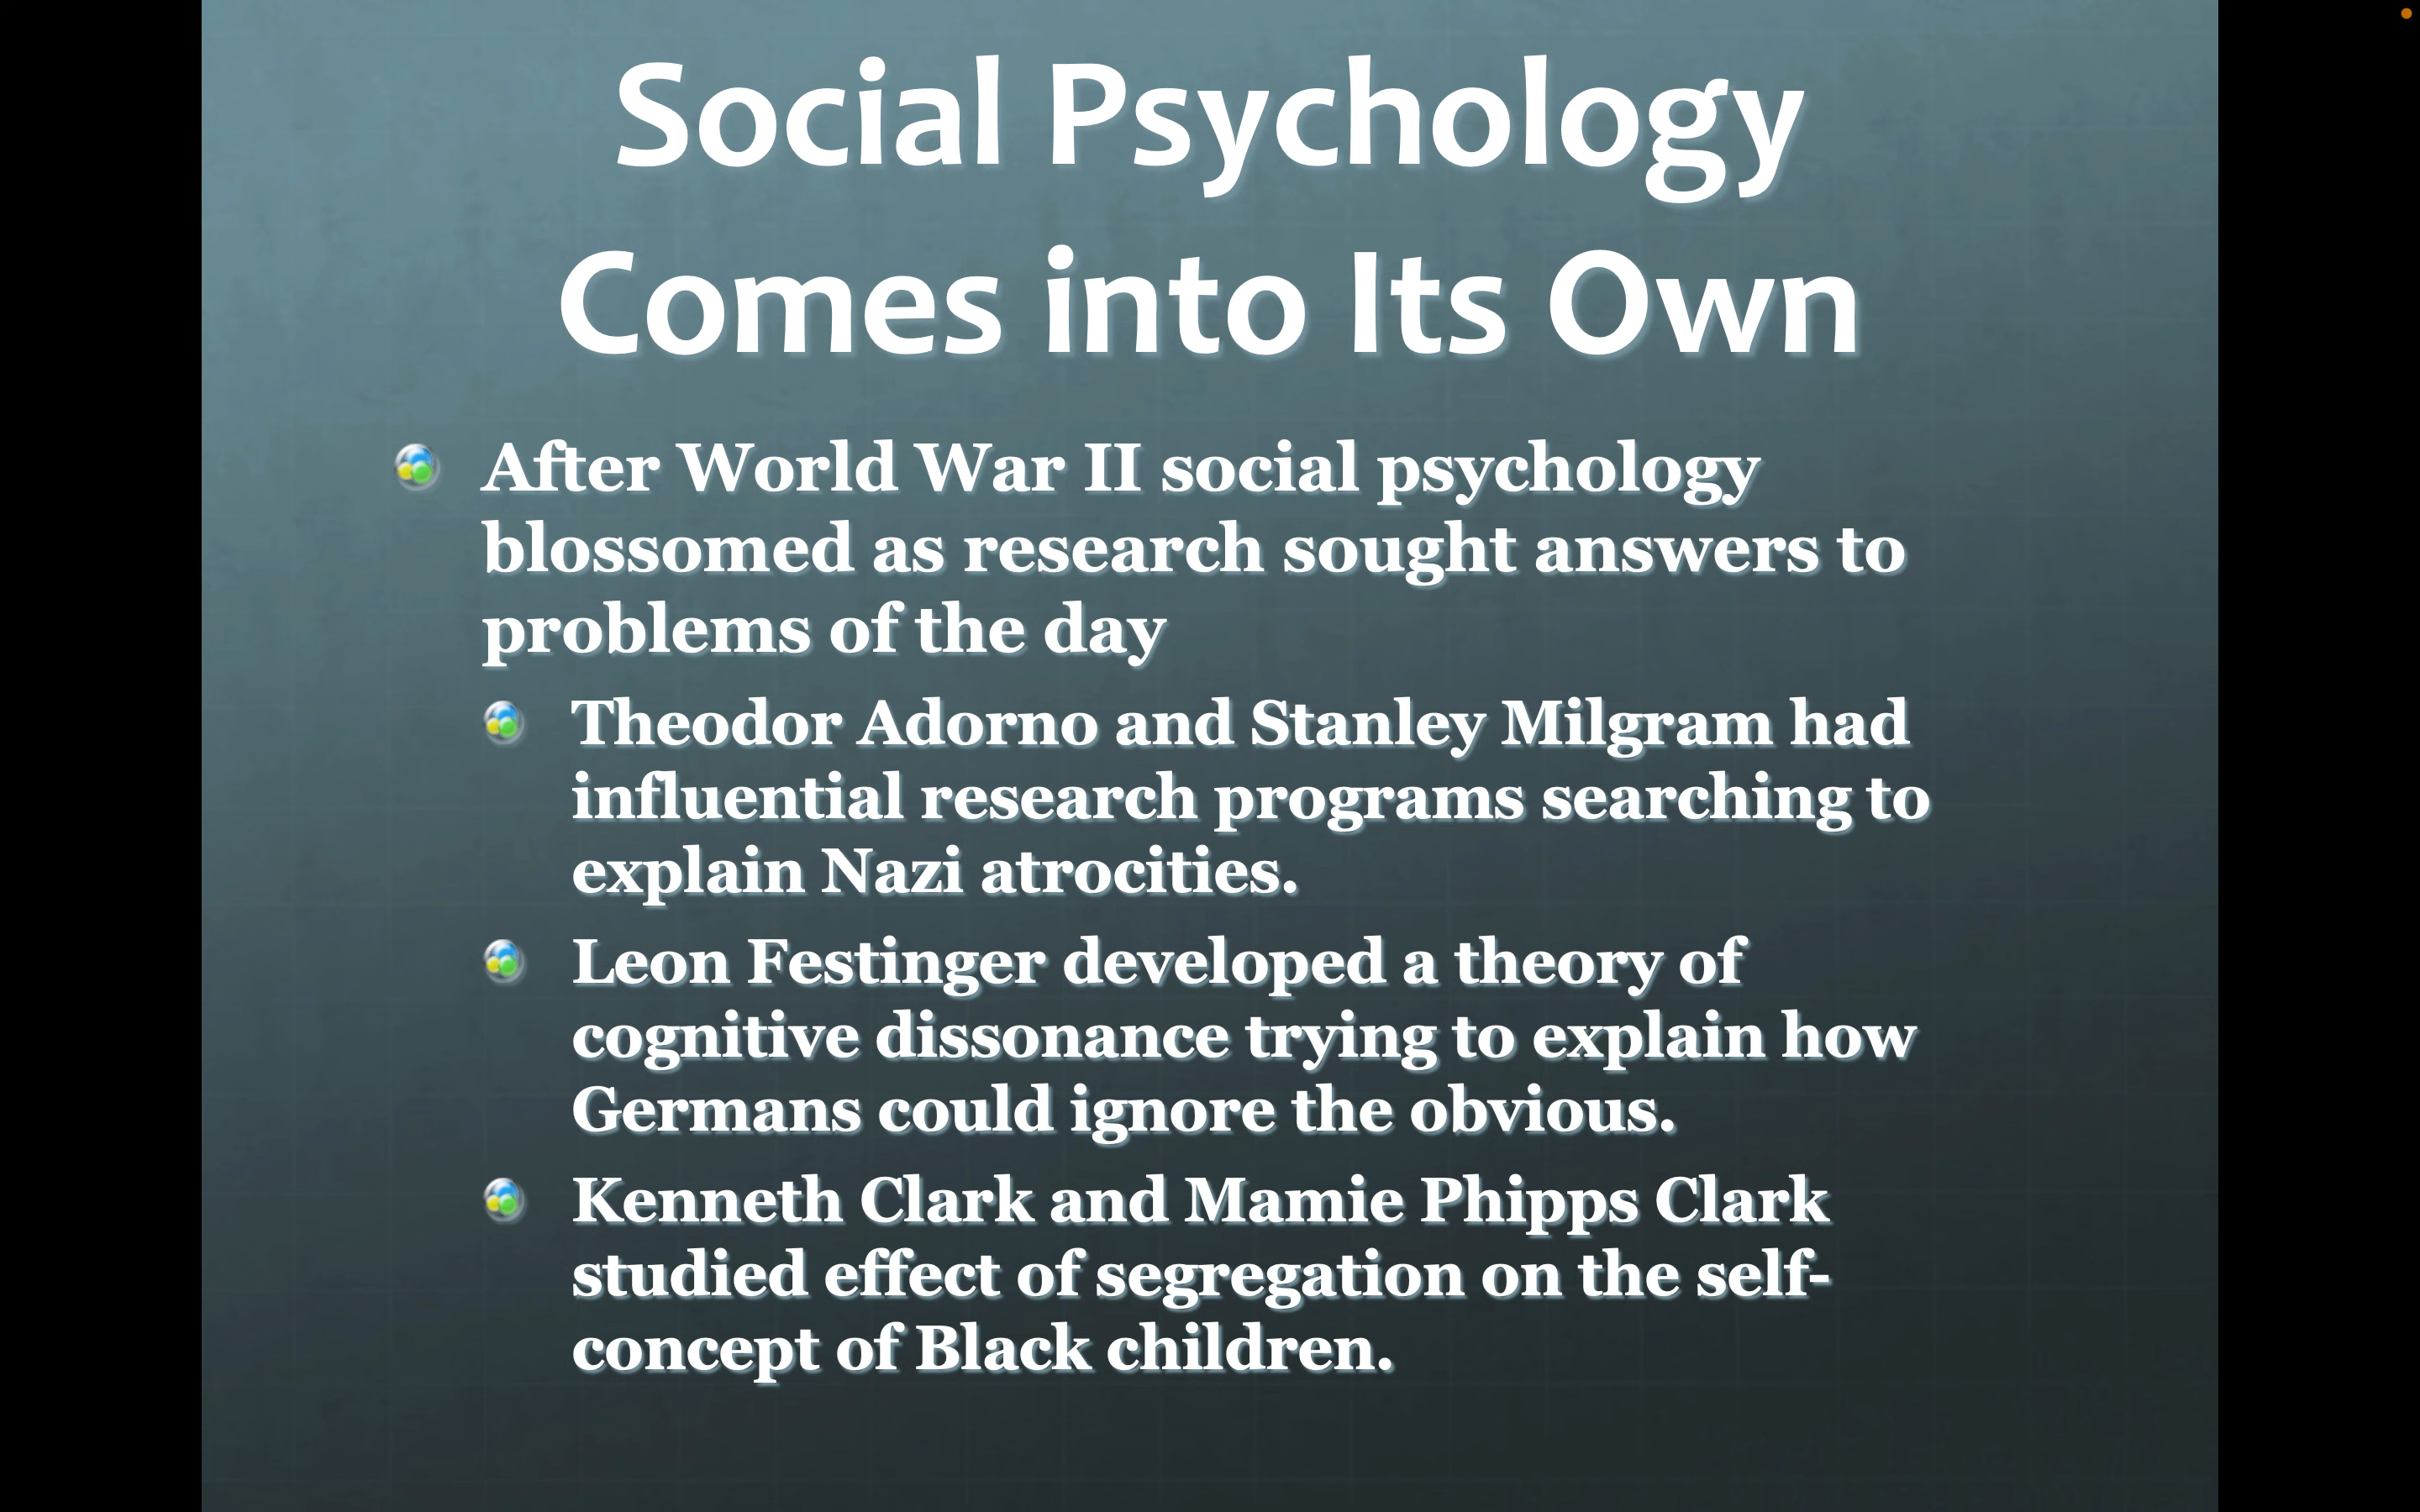 Social Psychology
Comes into Its Own
After World War II social psychology
blossomed as research sought answers to
problems of the day
Theodor Adorno and Stanley Milgram had
influential research programs searching to
explain Nazi atrocities.
Leon Festinger developed a theory of
cognitive dissonance trying to explain how
Germans could ignore the obvious.
Kenneth Clark and Mamie Phipps Clark
studied effect of segregation on the self-
concept of Black children.